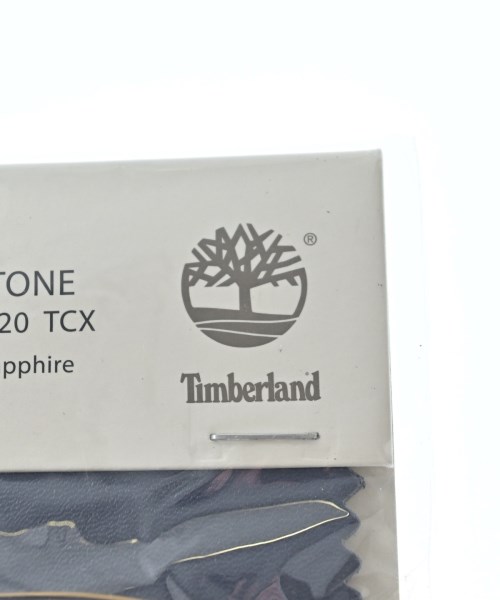 TONE
20 TCX
pphire
®
Timberland